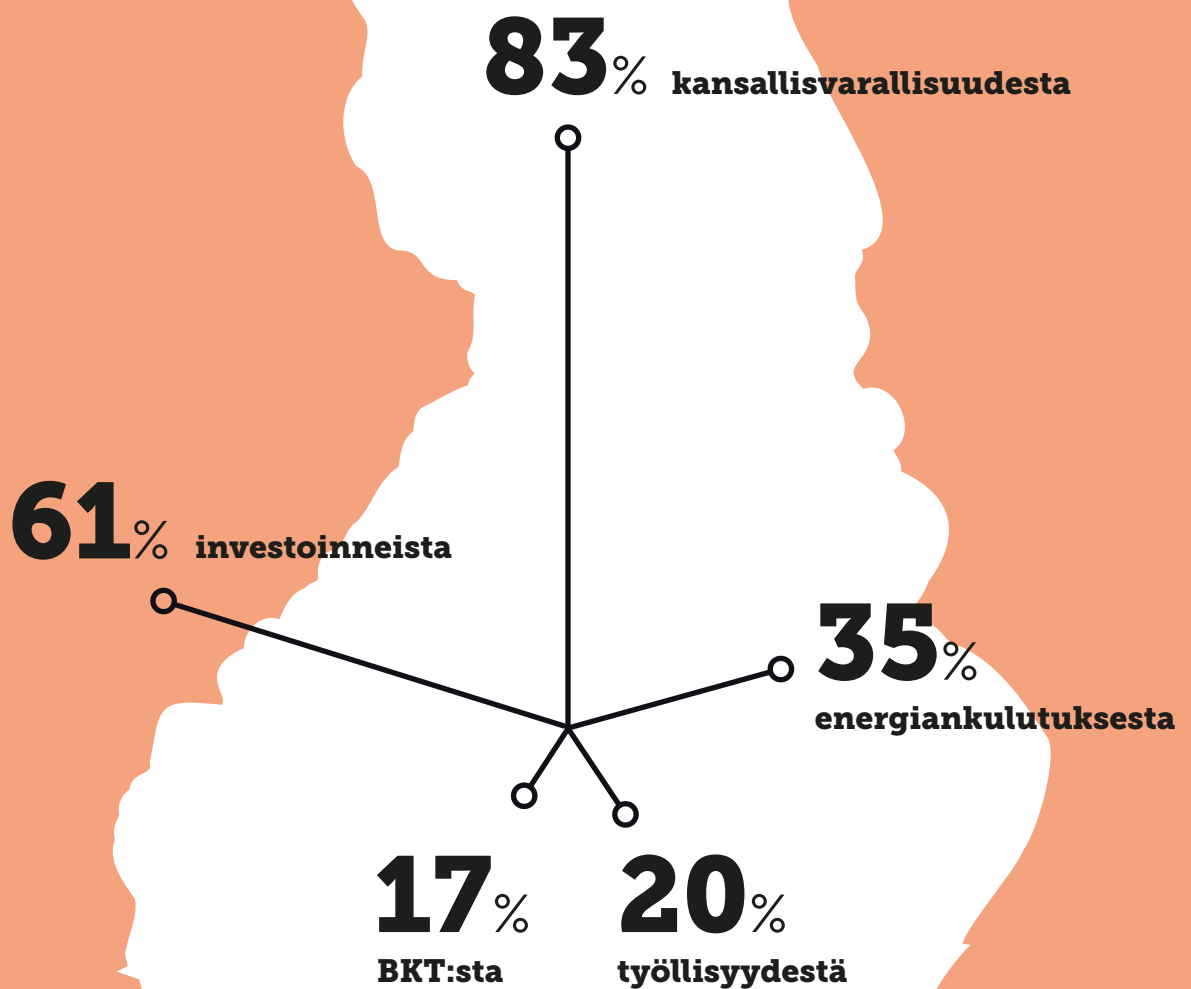 83% kansallisvarallisuudesta
61% investoinneista
35%
energiankulutuksesta
17%
BKT:sta
20%
työllisyydestä